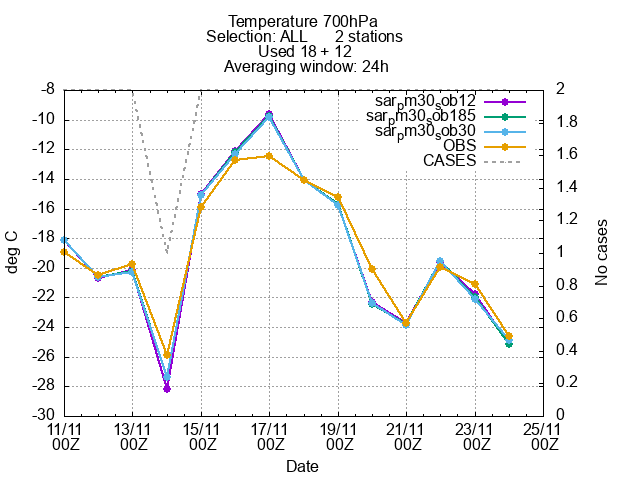 Temperature 700hPa
Selection: ALL 2 stations
Used 18 + 12
Averaging window: 24h
sarpm30sob12
sarpm30sob185
sarpm30sob30
OBS
CASES
-8
-10
-12
-14
-16
-18
-20
-22
-24
-26
-28
-30
deg C
2
1.8
1.6
1.4
1.2
1
0.8
0.6
0.4
0.2
0
No cases
11/11 13/11 15/11 17/11 19/11 21/11 23/11 25/11
00Z 00Z 00Z 00Z 00Z 00Z 00Z 00Z
Date